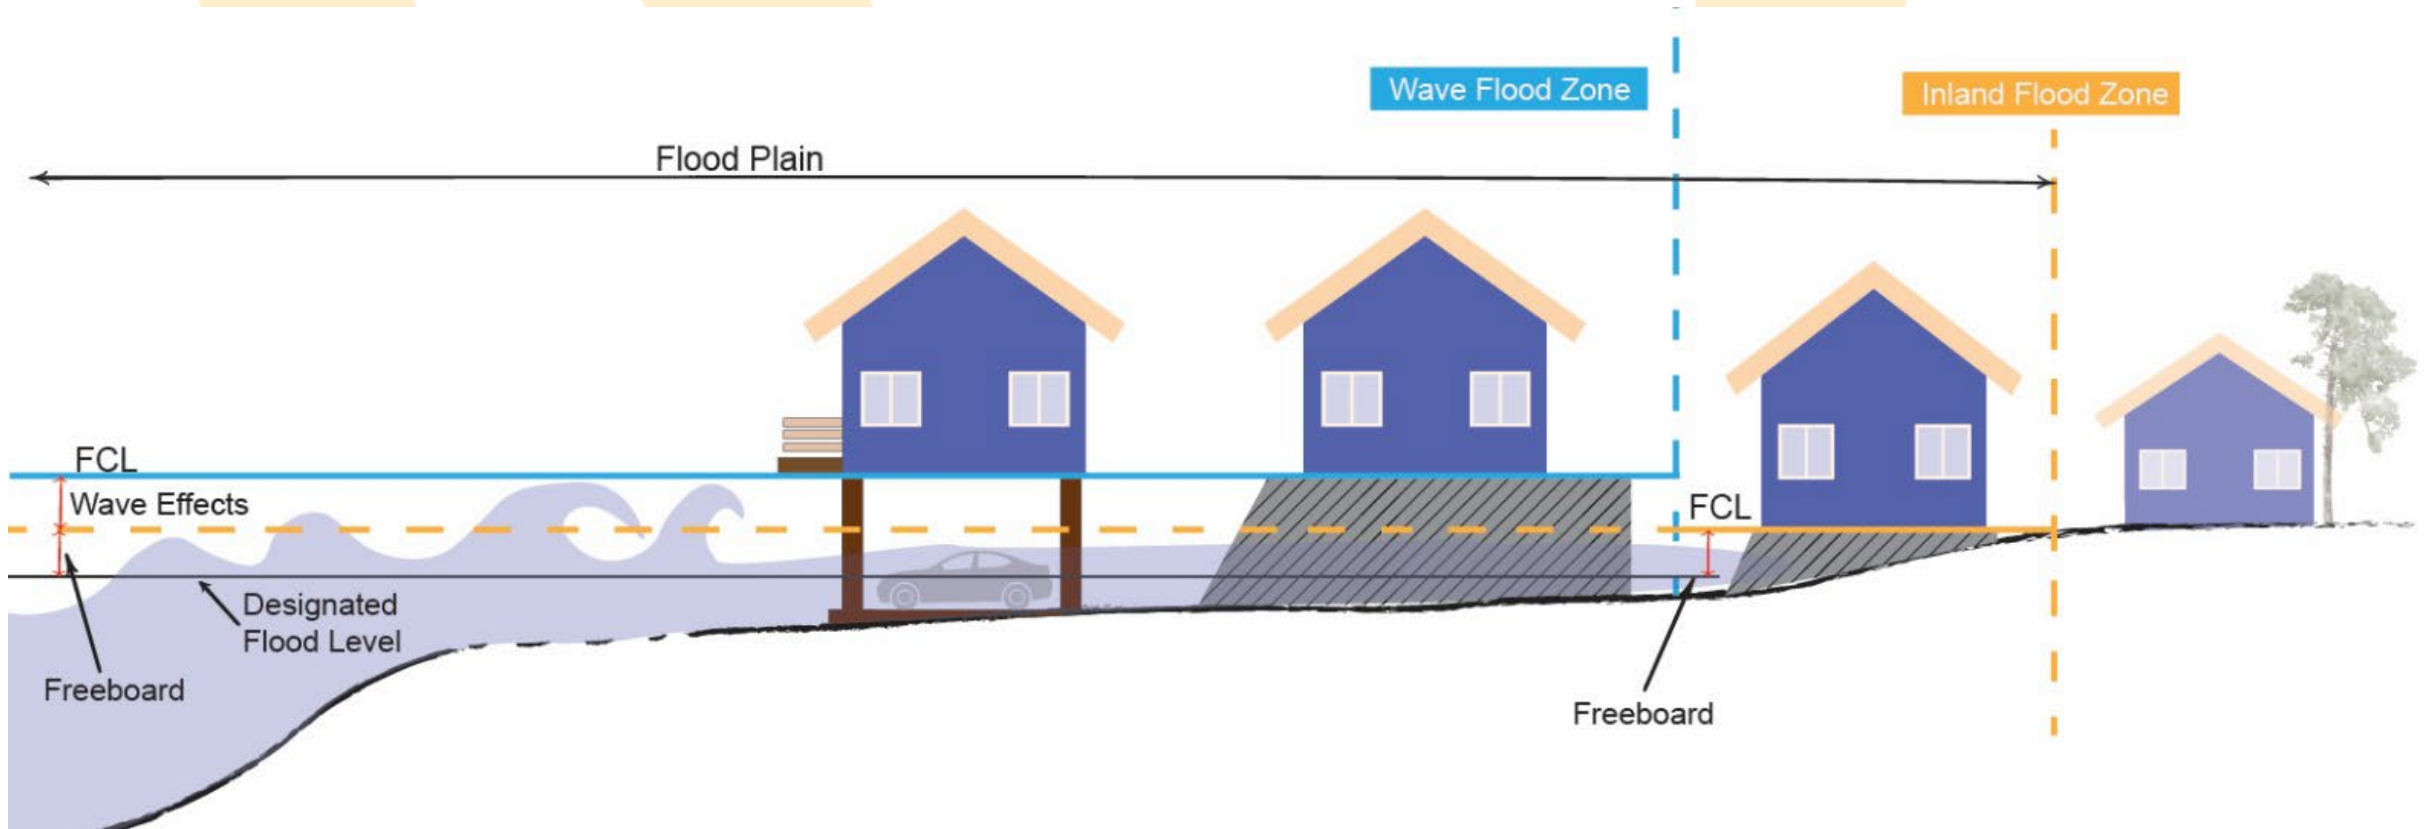 Wave Flood Zone
Inland Flood Zone
Flood Plain
FCL
Wave Effects
FCL
Designated
Flood Level
Freeboard
Freeboard